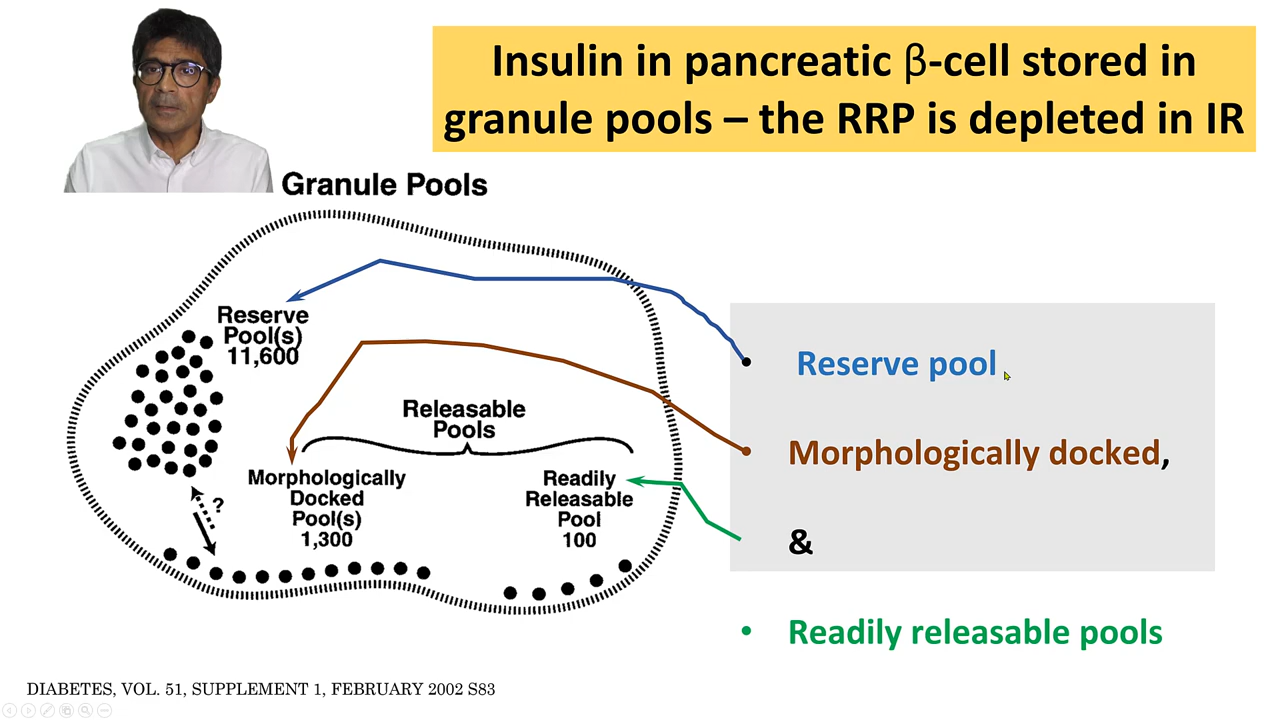 Insulin in pancreatic β-cell stored in
granule pools – the RRP is depleted in IR
Granule Pools
Reserve
Pool(s)
11,600
Releasable
Pools
Morphologically
Docked
Pool(s)
1,300
Readily
Releasable
Pool
100
?
Reserve pool
Morphologically docked,
&
• Readily releasable pools
DIABETES, VOL. 51, SUPPLEMENT 1, FEBRUARY 2002 S83